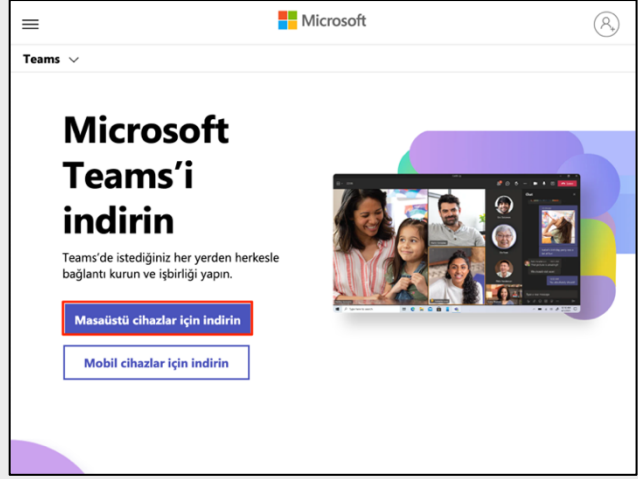 Microsoft
Teams
Microsoft
Teams'i
indirin
Teams'de istediğiniz her yerden herkesle
bağlantı kurun ve işbirliği yapın.
Masaüstü cihazlar için indirin
Mobil cihazlar için indirin